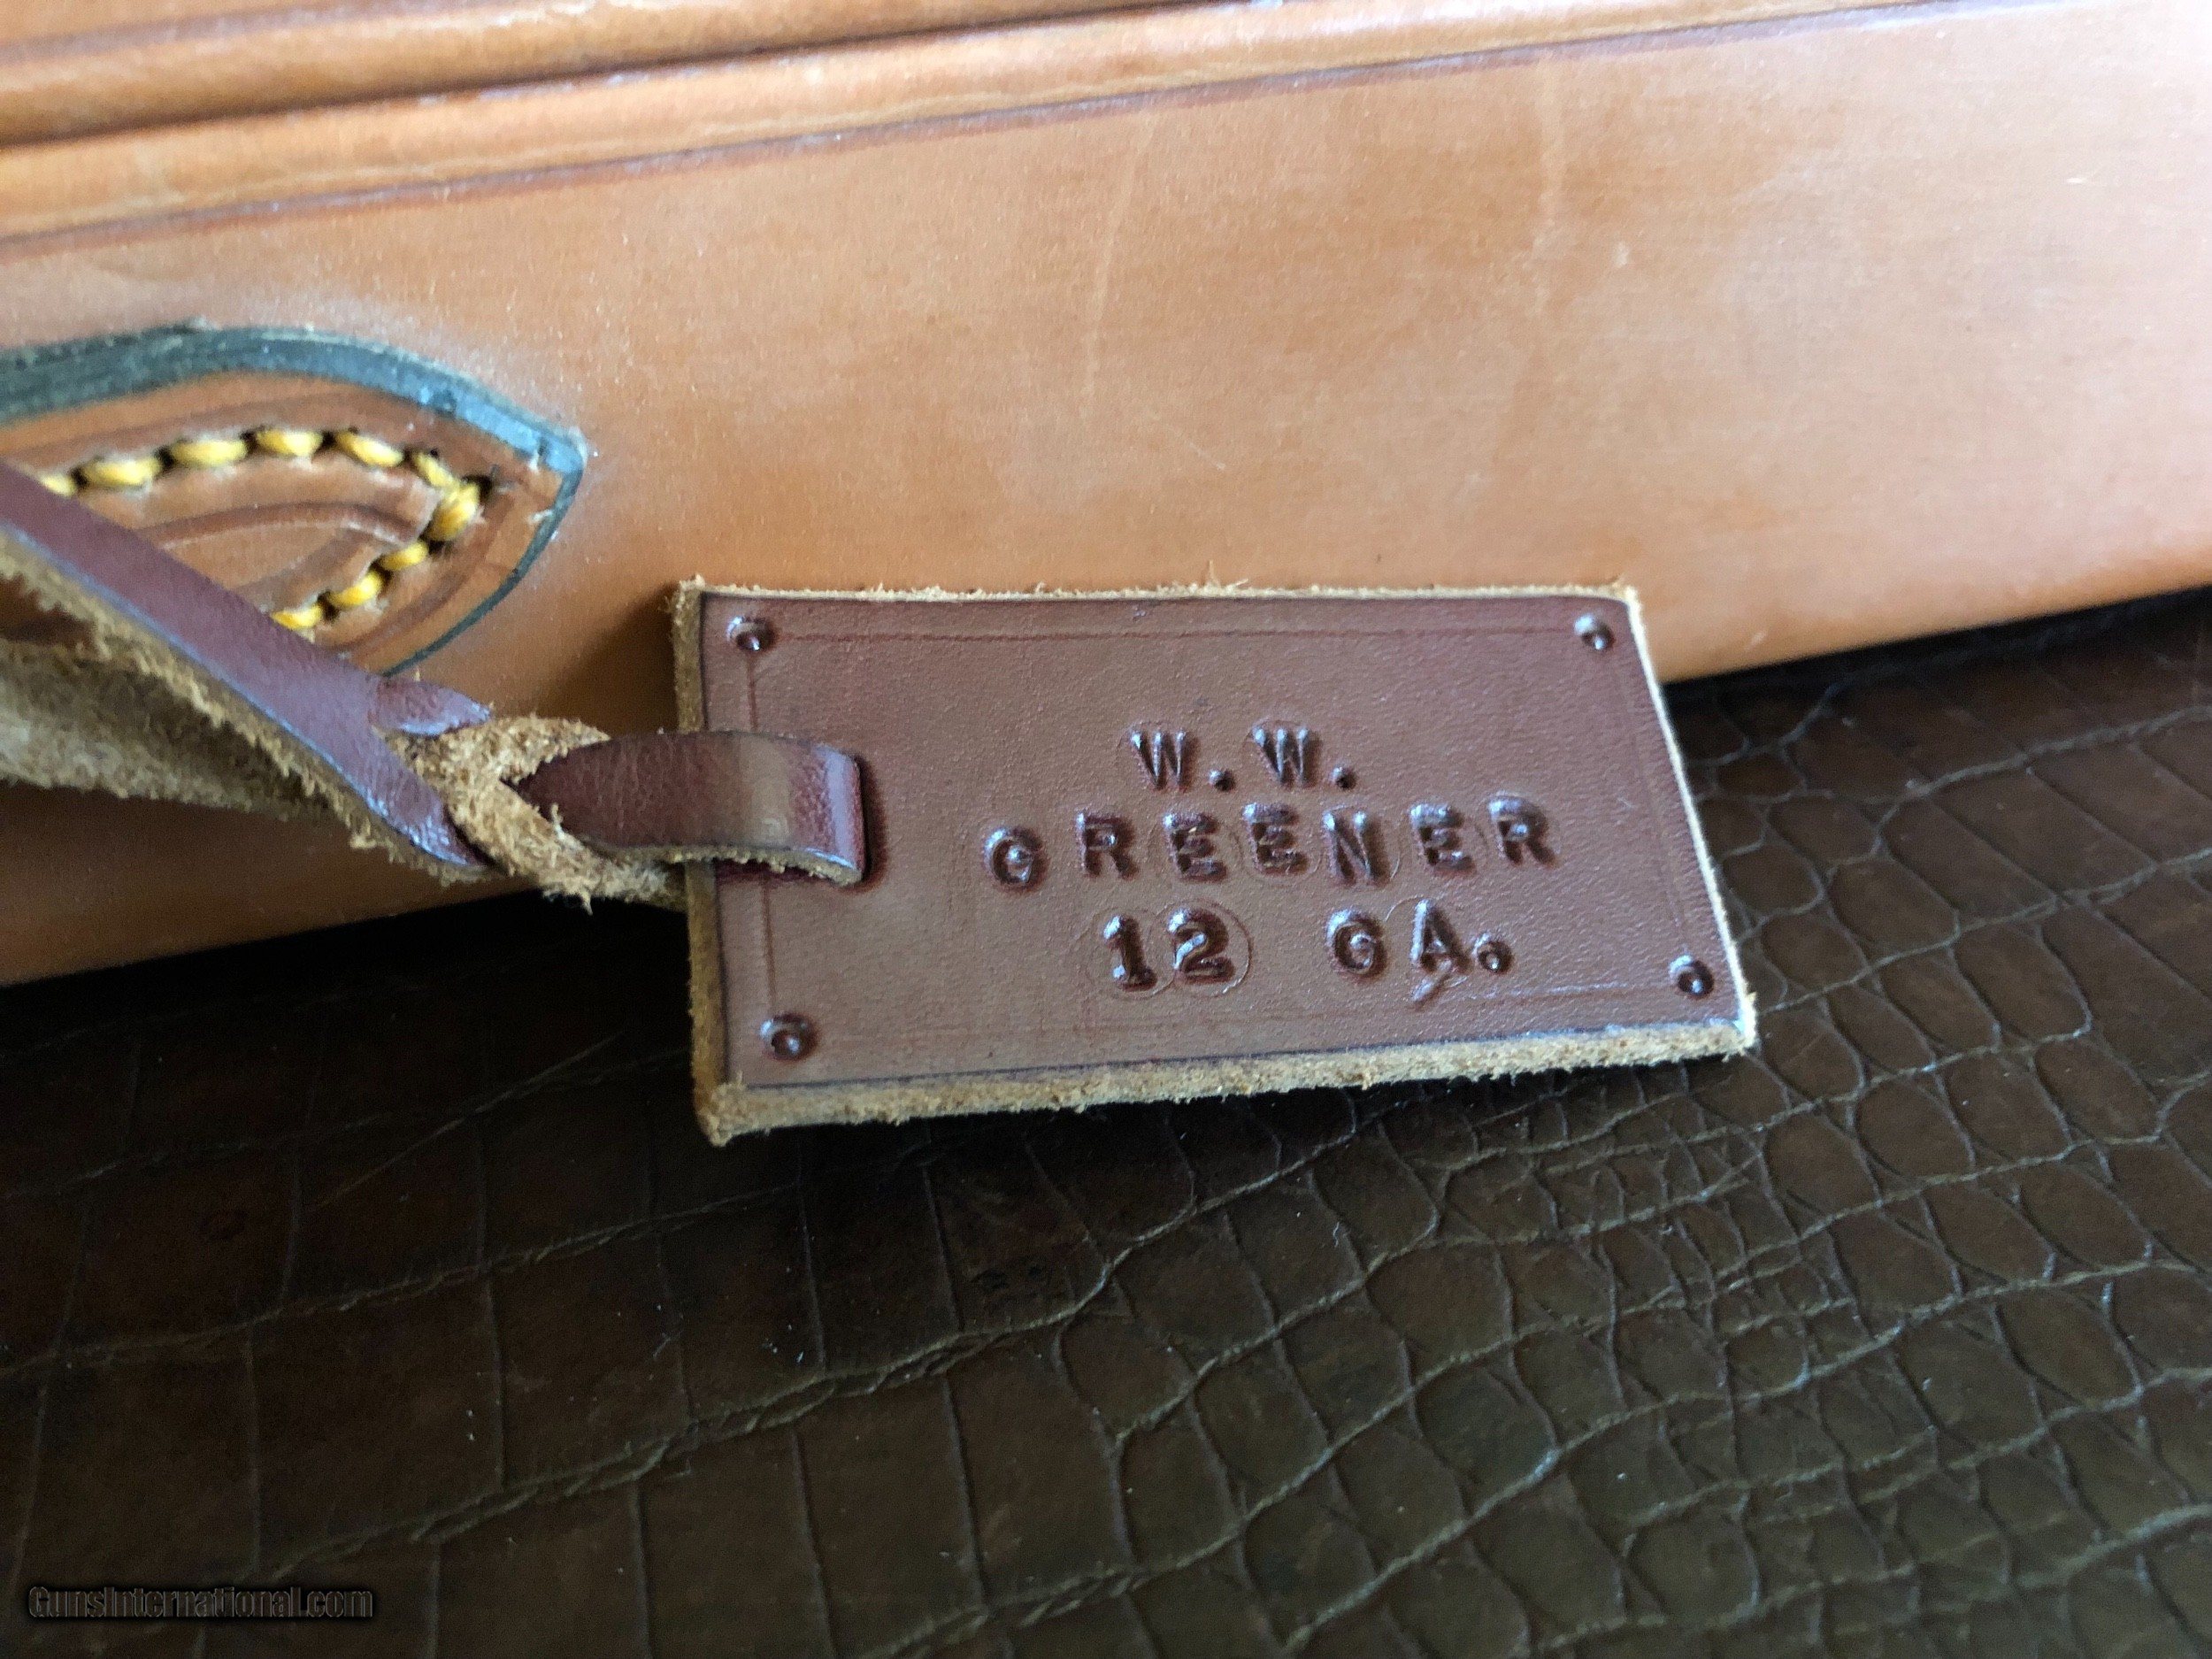 W.W.
GREENER
12 GA.
GunsInternational.com